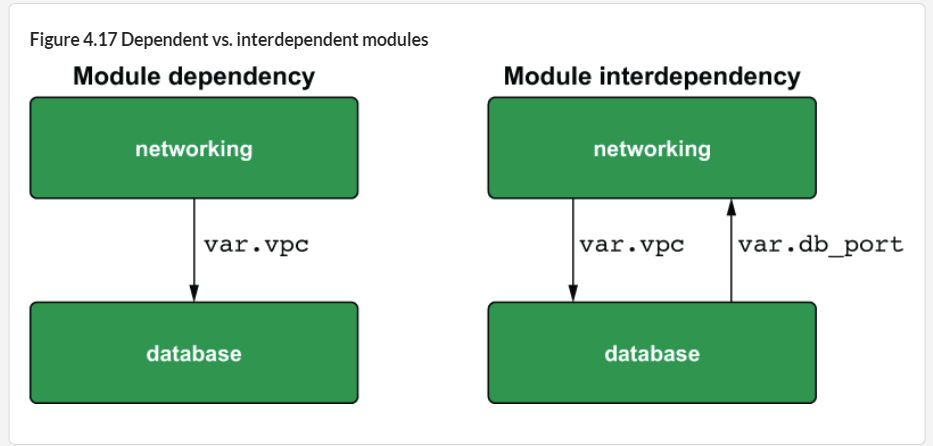 Figure 4.17 Dependent vs. interdependent modules
Module dependency
networking
var.vpc
database
Module interdependency
networking
var.vpc
var.db_port
database